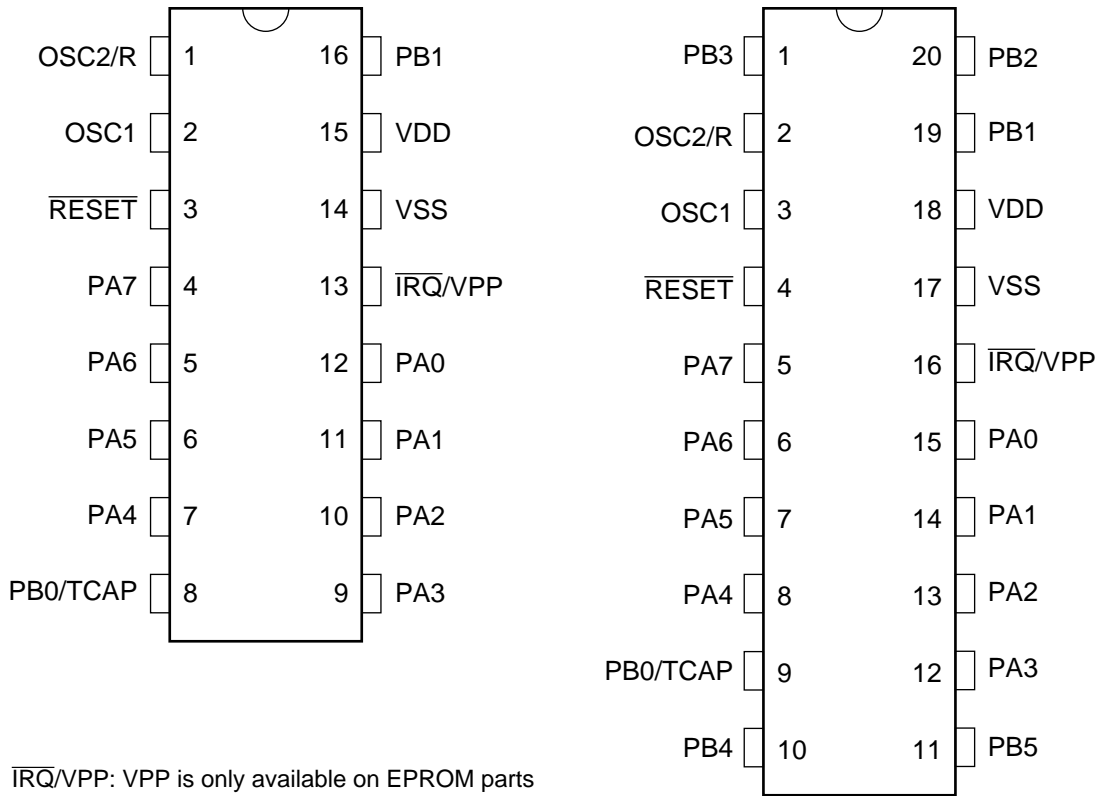 OSC2/R 1 16 PB1
OSC1 2 15 VDD
RESET 3 14 VSS
PA7 4 13 IRQ/VPP
PA6 5 12 PA0
PA5 6 11 PA1
PA4 7 10 PA2
PB0/TCAP 8 9 PA3
PB3 1 20 PB2
OSC2/R 2 19 PB1
OSC1 3 18 VDD
RESET 4 17 VSS
PA7 5 16 IRQ/VPP
PA6 6 15 PA0
PA5 7 14 PA1
PA4 8 13 PA2
PB0/TCAP 9 12 PA3
PB4 10 11 PB5
IRQ/VPP: VPP is only available on EPROM parts